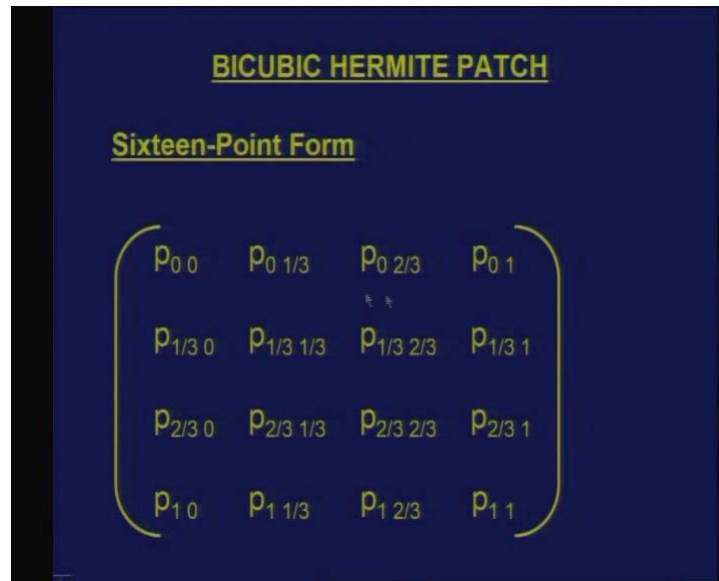 BICUBIC HERMITE PATCH
Sixteen-Point Form
p0 0 p0 1/3 p0 2/3 p0 1
p1/3 0 p1/3 1/3 p1/3 2/3 p1/3 1
p2/3 0 p2/3 1/3 p2/3 2/3 p2/3 1
p1 0 p1 1/3 p1 2/3 p1 1